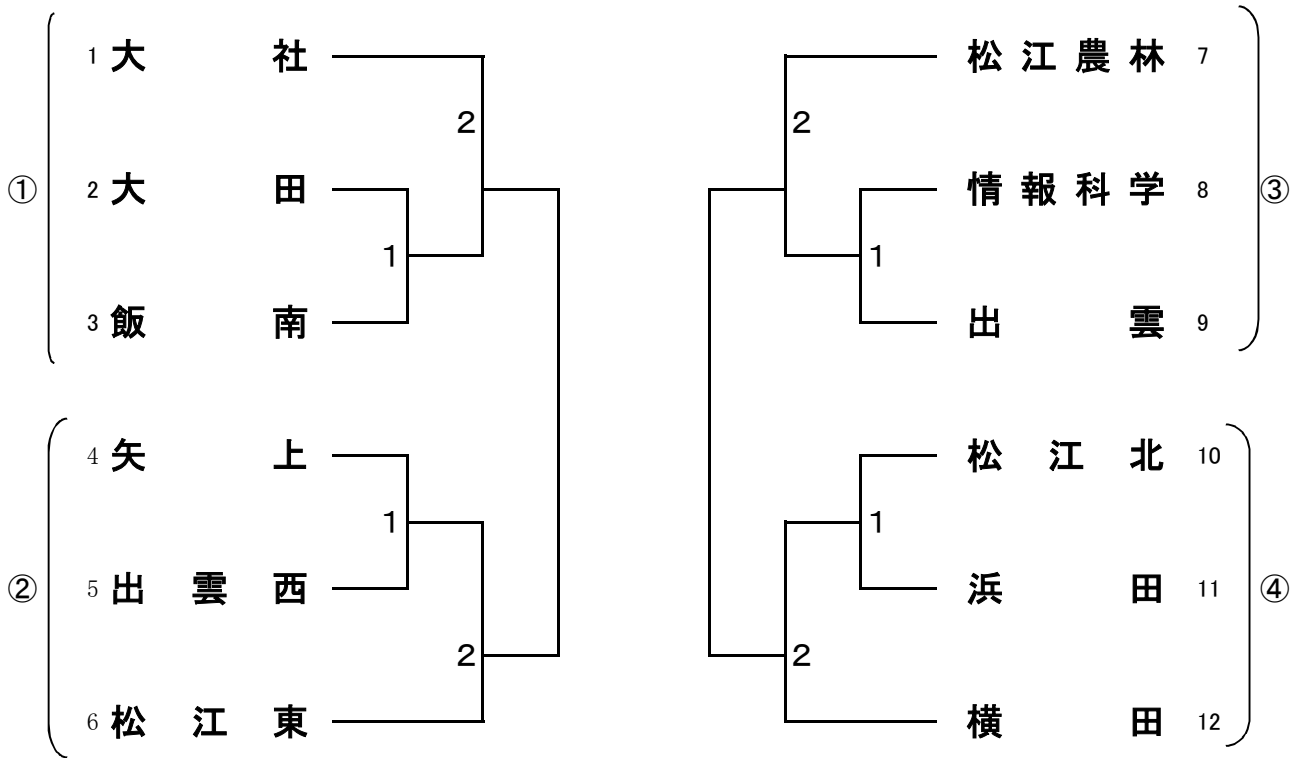 1 大社
2
① 2 大田
1
3 飯南
4 矢上
1
② 5 出雲西
2
6 松江東
松江農林 7
2
情報科学 8 ③
1
出雲 9
松江北 10
1
浜田 11 ④
2
横田 12